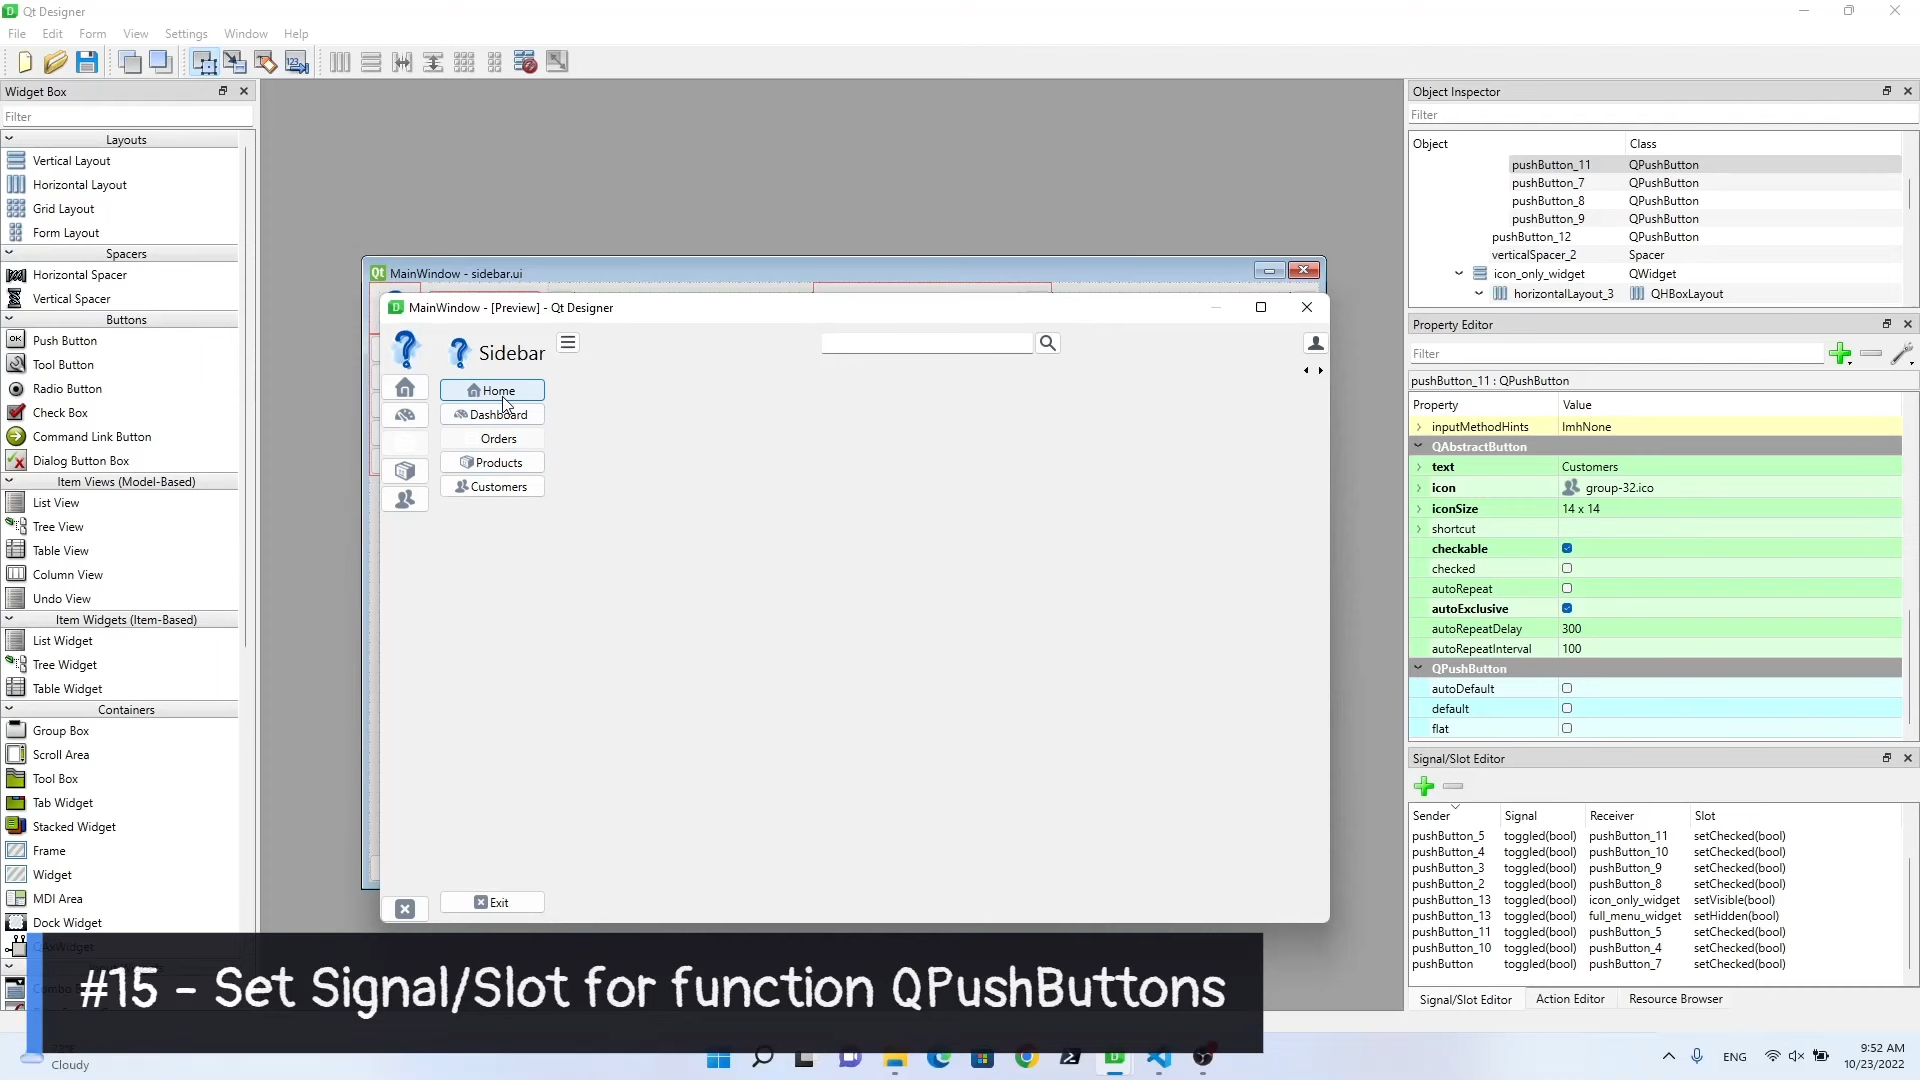 Qt Designer
File Edit Form View Settings Window Help
Widget Box
Filter
Layouts
Vertical Layout
Horizontal Layout
Grid Layout
Form Layout
Spacers
Horizontal Spacer
Vertical Spacer
Buttons
Push Button
Tool Button
Radio Button
Check Box
Command Link Button
Dialog Button Box
Item Views (Model-Based)
List View
Tree View
Table View
Column View
Undo View
Item Widgets (Item-Based)
List Widget
Tree Widget
Table Widget
Containers
Group Box
Scroll Area
Tool Box
Tab Widget
Stacked Widget
Frame
Widget
MDI Area
Dock Widget
QAxWidget
MainWindow - sidebar.ui
MainWindow - [Preview] - Qt Designer
Sidebar
Home
Dashboard
Orders
Products
Customers
Exit
Object Inspector
Filter
Object Class
pushButton_11 QPushButton
pushButton_7 QPushButton
pushButton_8 QPushButton
pushButton_9 QPushButton
pushButton_12 QPushButton
verticalSpacer_2 Spacer
icon_only_widget QWidget
horizontalLayout_3 QHBoxLayout
Property Editor
Filter
pushButton_11 : QPushButton
Property Value
inputMethodHints ImhNone
QAbstractButton
text Customers
icon group-32.ico
iconSize 14 x 14
shortcut
checkable
checked
autoRepeat
autoExclusive
autoRepeatDelay 300
autoRepeatInterval 100
QPushButton
autoDefault
default
flat
Signal/Slot Editor
Sender Signal Receiver Slot
pushButton_5 toggled(bool) pushButton_11 setChecked(bool)
pushButton_4 toggled(bool) pushButton_10 setChecked(bool)
pushButton_3 toggled(bool) pushButton_9 setChecked(bool)
pushButton_2 toggled(bool) pushButton_8 setChecked(bool)
pushButton_13 toggled(bool) icon_only_widget setVisible(bool)
pushButton_13 toggled(bool) full_menu_widget setHidden(bool)
pushButton_11 toggled(bool) pushButton_5 setChecked(bool)
pushButton_10 toggled(bool) pushButton_4 setChecked(bool)
pushButton toggled(bool) pushButton_7 setChecked(bool)
Signal/Slot Editor Action Editor Resource Browser
#15 - Set Signal/Slot for function QPushButtons
Cloudy
ENG
9:52 AM
10/23/2022